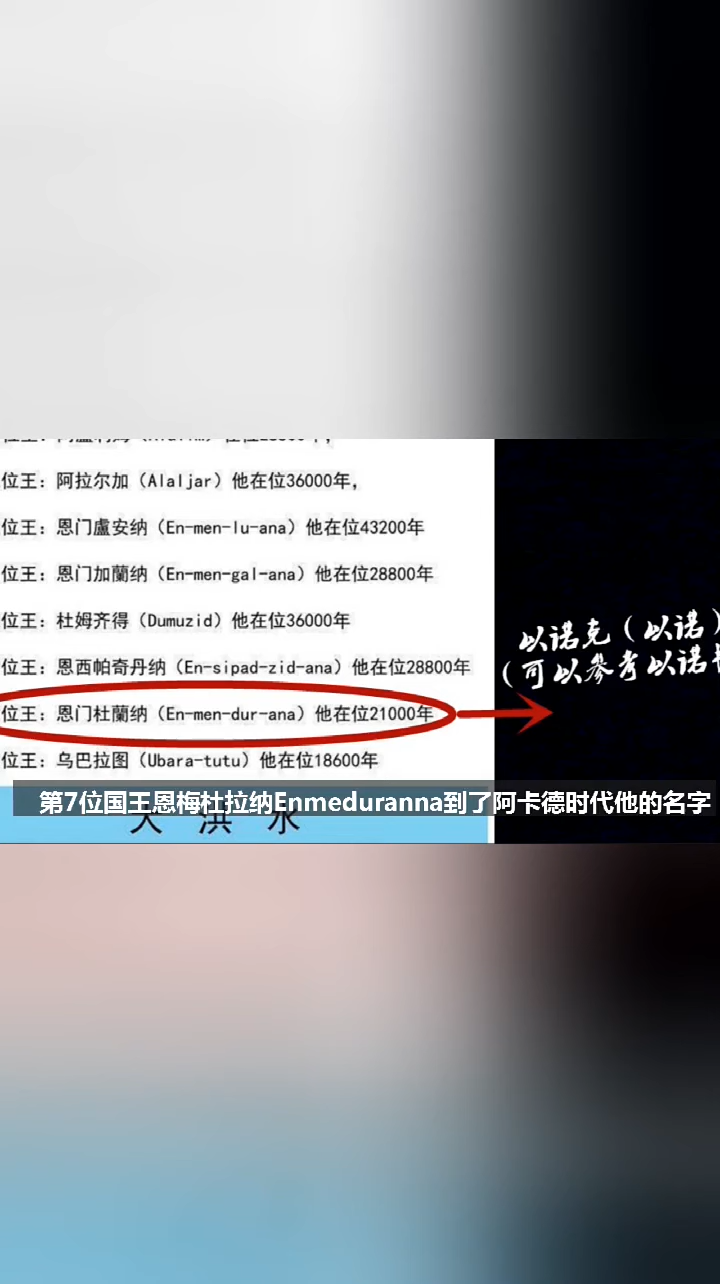 位王：阿拉尔加（Alaljar）他在位36000年，
位王：恩门盧安纳（En-men-lu-ana）他在位43200年
位王：恩门加蘭纳（En-men-gal-ana）他在位28800年
位王：杜姆齐得（Dumuzid）他在位36000年
位王：恩西帕奇丹纳（En-sipad-zid-ana）他在位28800年
位王：恩门杜蘭纳（En-men-dur-ana）他在位21000年
位王：乌巴拉图（Ubara-tutu）他在位18600年
以诺克（以诺）
（可以参考以诺
第7位国王恩梅杜拉纳Enmeduranna到了阿卡德时代他的名字
大 洪 水